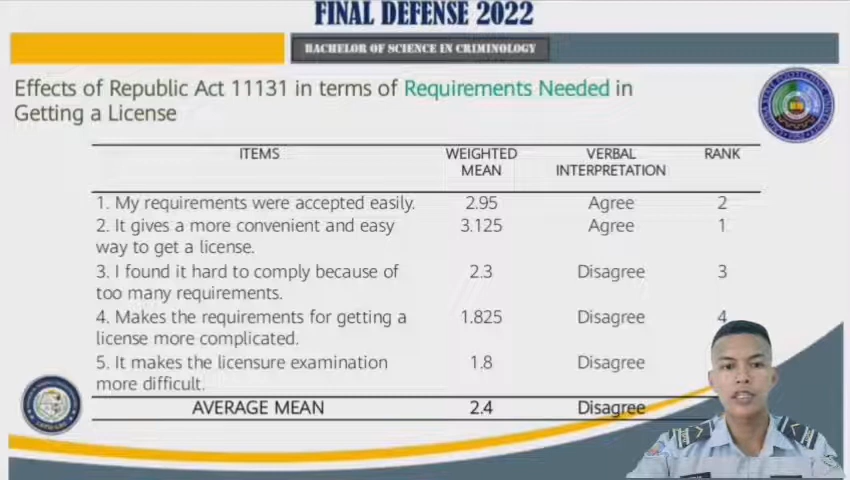 FINAL DEFENSE 2022
BACHELOR OF SCIENCE IN CRIMINOLOGY
Effects of Republic Act 11131 in terms of Requirements Needed in
Getting a License
ITEMS WEIGHTED MEAN VERBAL INTERPRETATION RANK
1. My requirements were accepted easily. 2.95 Agree 2
2. It gives a more convenient and easy 3.125 Agree 1
way to get a license.
3. I found it hard to comply because of 2.3 Disagree 3
too many requirements.
4. Makes the requirements for getting a 1.825 Disagree 4
license more complicated.
5. It makes the licensure examination 1.8 Disagree
more difficult.
AVERAGE MEAN 2.4 Disagree